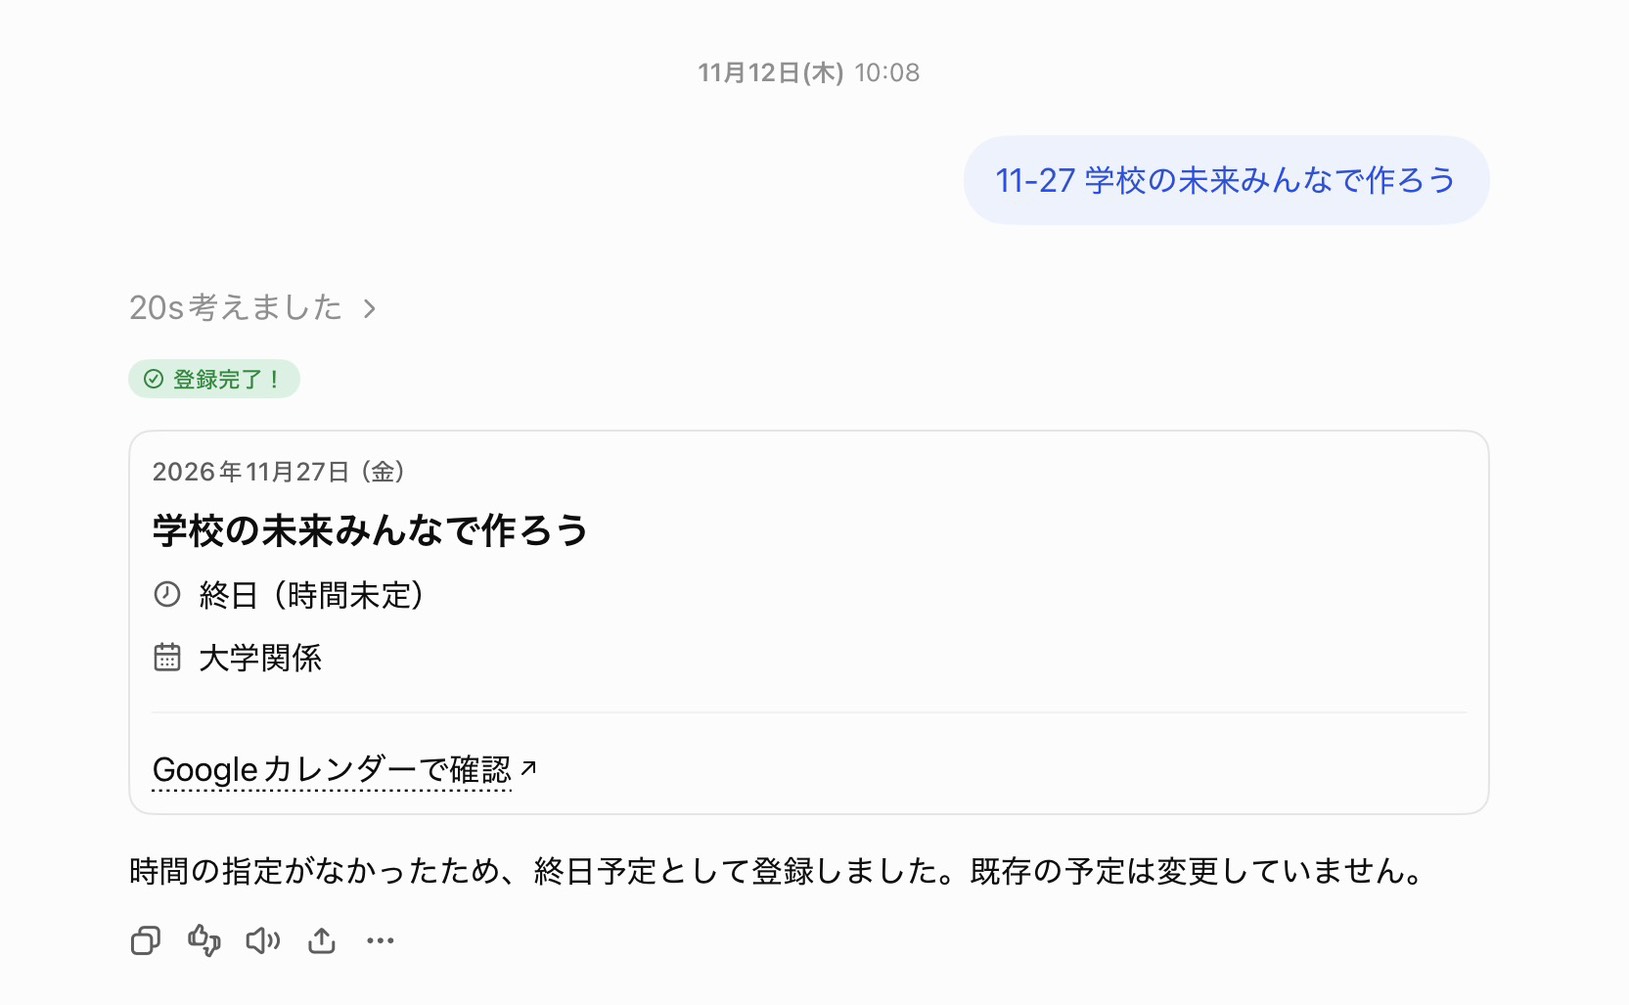 11月12日(木) 10:08
11-27 学校の未来みんなで作ろう
20s考えました
登録完了！
2026年11月27日（金）
学校の未来みんなで作ろう
終日（時間未定）
大学関係
Googleカレンダーで確認
時間の指定がなかったため、終日予定として登録しました。既存の予定は変更していません。